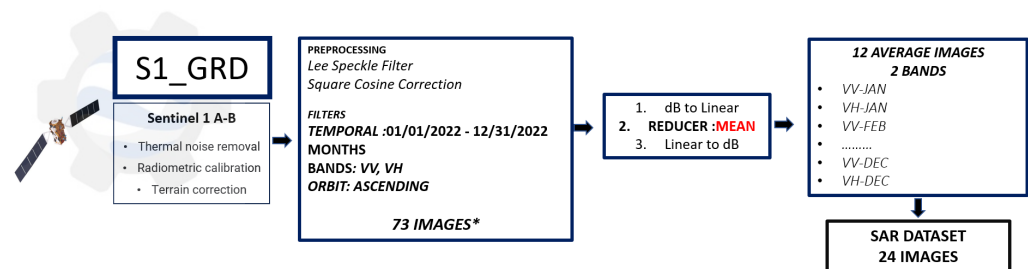 S1_GRD
Sentinel 1 A-B
• Thermal noise removal
• Radiometric calibration
• Terrain correction
PREPROCESSING
Lee Speckle Filter
Square Cosine Correction
FILTERS
TEMPORAL :01/01/2022 - 12/31/2022
MONTHS
BANDS: VV, VH
ORBIT: ASCENDING
73 IMAGES*
1. dB to Linear
2. REDUCER :MEAN
3. Linear to dB
12 AVERAGE IMAGES
2 BANDS
• VV-JAN
• VH-JAN
• VV-FEB
• .........
• VV-DEC
• VH-DEC
SAR DATASET
24 IMAGES